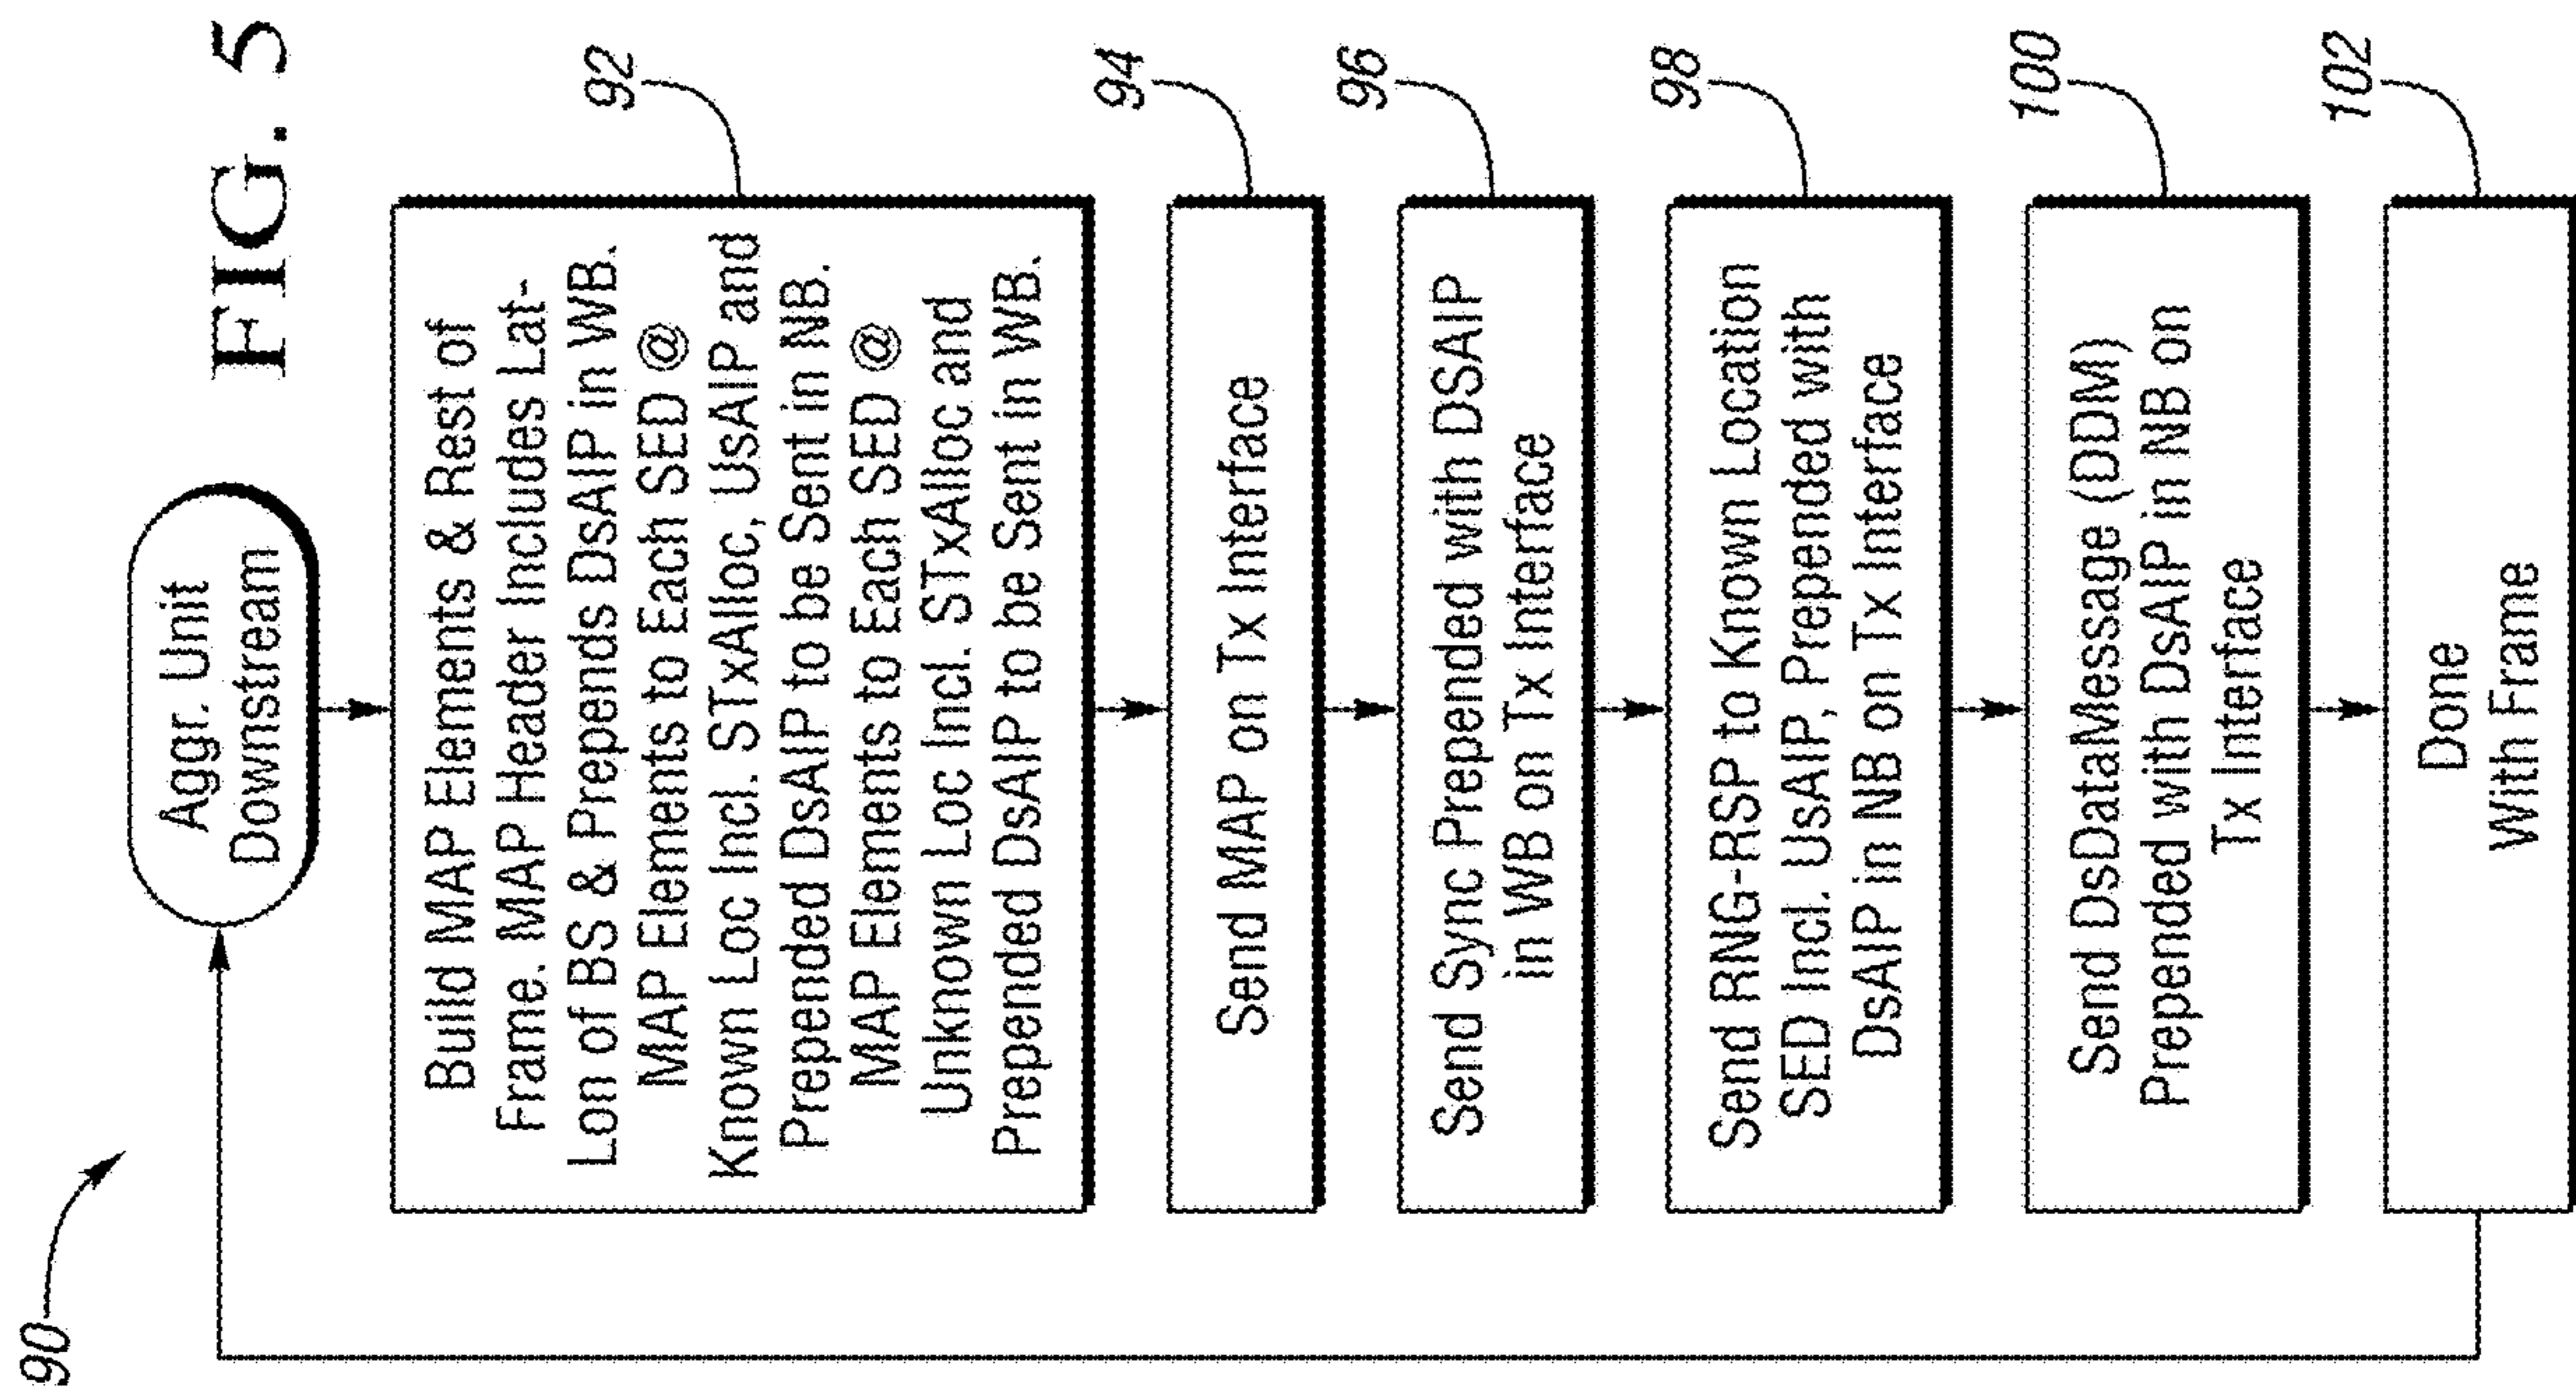 FIG. 5
90
Aggr. Unit
Downstream
92
Build MAP Elements & Rest of
Frame. MAP Header Includes Lat-
Lon of BS & Prepends DsAIP in WB.
MAP Elements to Each SED @
Known Loc Incl. STxAlloc, UsAIP and
Prepended DsAIP to be Sent in NB.
MAP Elements to Each SED @
Unknown Loc Incl. STxAlloc and
Prepended DsAIP to be Sent in WB.
94
Send MAP on Tx Interface
96
Send Sync Prepended with DSAIP
in WB on Tx Interface
98
Send RNG-RSP to Known Location
SED Incl. UsAIP, Prepended with
DsAIP in NB on Tx Interface
100
Send DsDataMessage (DDM)
Prepended with DsAIP in NB on
Tx Interface
102
Done
With Frame